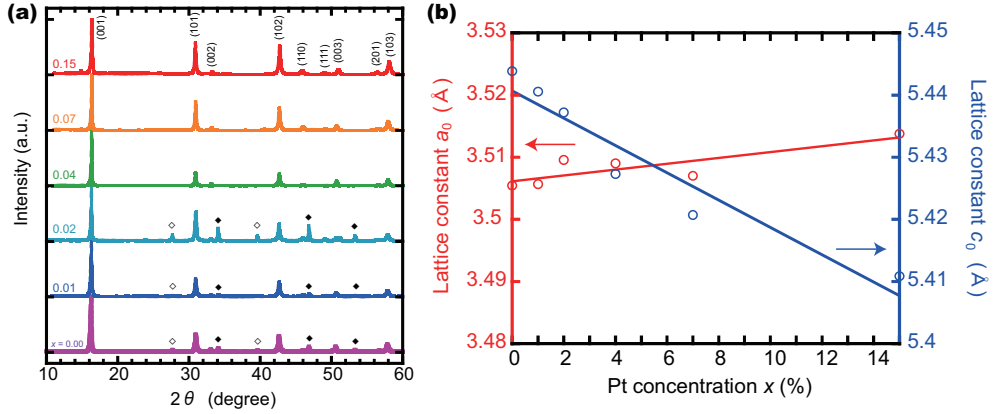 (a)
(001)
(101)
(002)
(102)
(110)
(111)
(003)
(201)
(103)
0.15
0.07
0.04
0.02
0.01
x = 0.00
Intensity (a.u.)
10 20 30 40 50 60
2 θ (degree)
(b)
3.53
3.52
3.51
3.5
3.49
3.48
Lattice constant a₀ (Å)
5.45
5.44
5.43
5.42
5.41
5.4
Lattice constant c₀ (Å)
0 2 4 6 8 10 12 14
Pt concentration x (%)